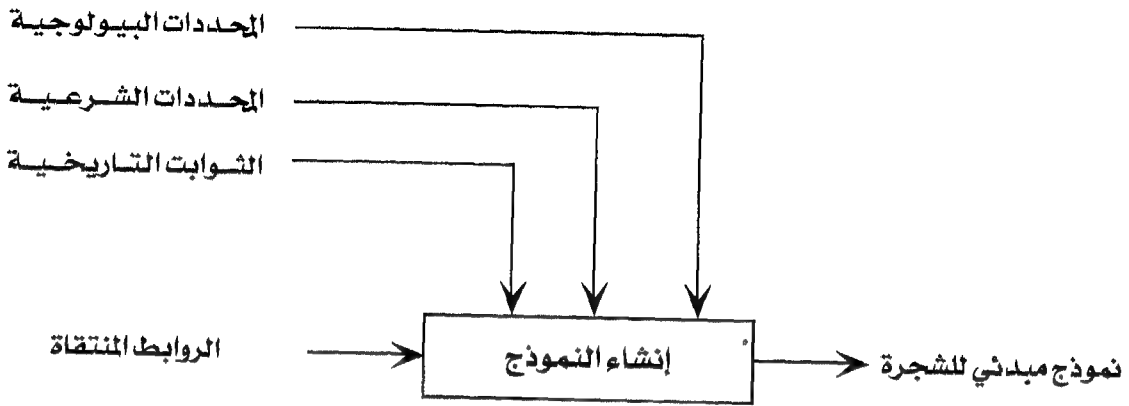 المحددات البيولوجية
المحددات الشرعية
الثوابت التاريخية
الروابط المنتقاة
إنشاء النموذج
نموذج مبدئي للشجرة